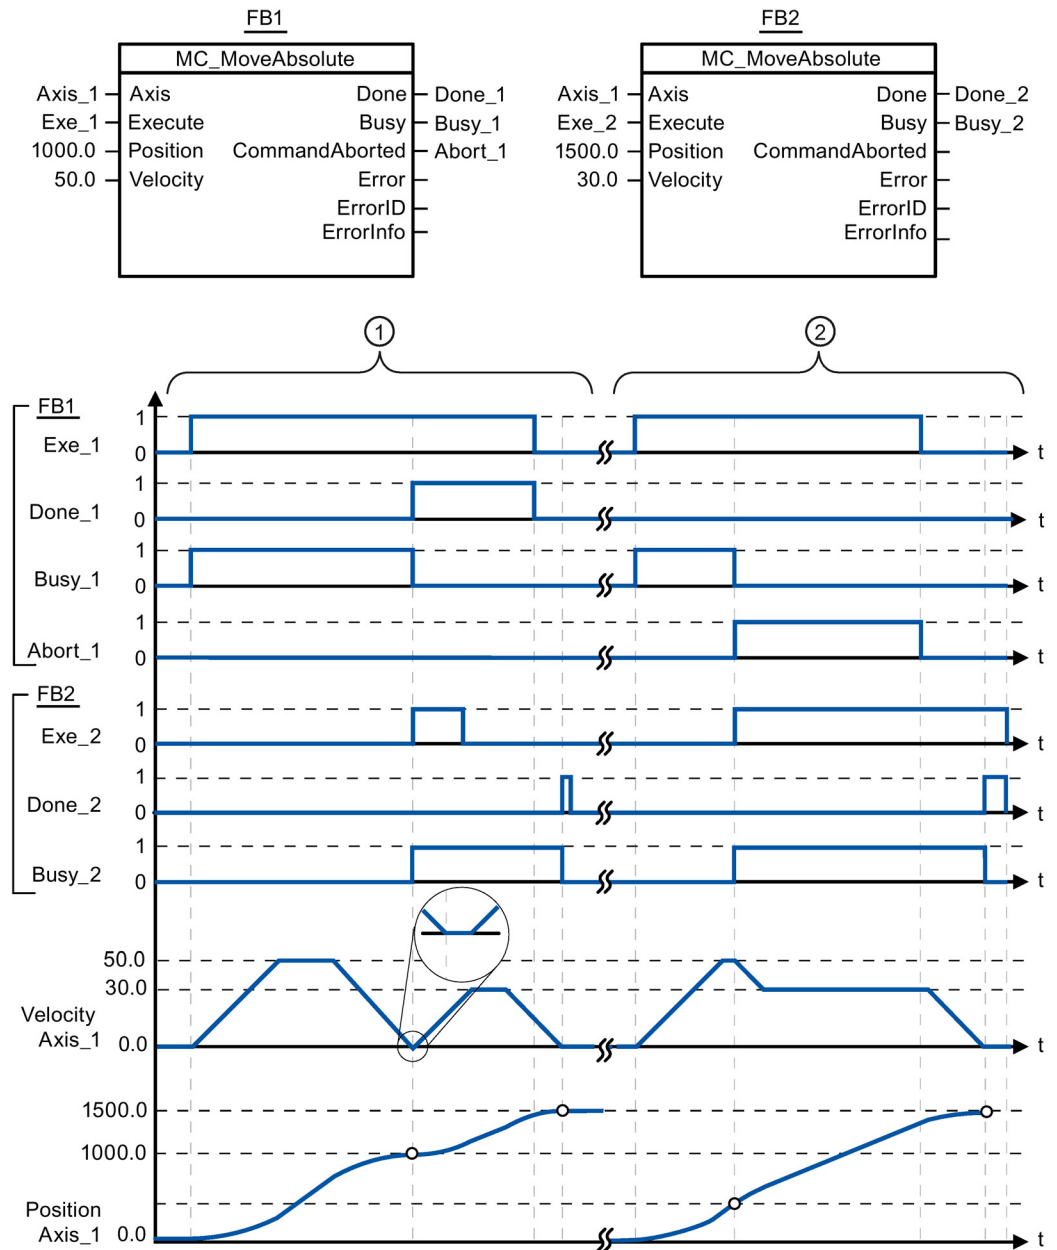 FB1 FB2
MC_MoveAbsolute MC_MoveAbsolute
Axis_1 Axis Done Done_1 Axis_1 Axis Done Done_2
Exe_1 Execute Busy Busy_1 Exe_2 Execute Busy Busy_2
1000.0 Position CommandAborted Abort_1 1500.0 Position CommandAborted
50.0 Velocity Error 30.0 Velocity Error
ErrorID ErrorID
ErrorInfo ErrorInfo
1 2
FB1
1
Exe_1
0 t
1
Done_1
0 t
1
Busy_1
0 t
1
Abort_1
0 t
FB2
1
Exe_2
0 t
1
Done_2
0 t
1
Busy_2
0 t
50.0
30.0
Velocity
Axis_1 0.0 t
1500.0
1000.0
Position
Axis_1 0.0 t